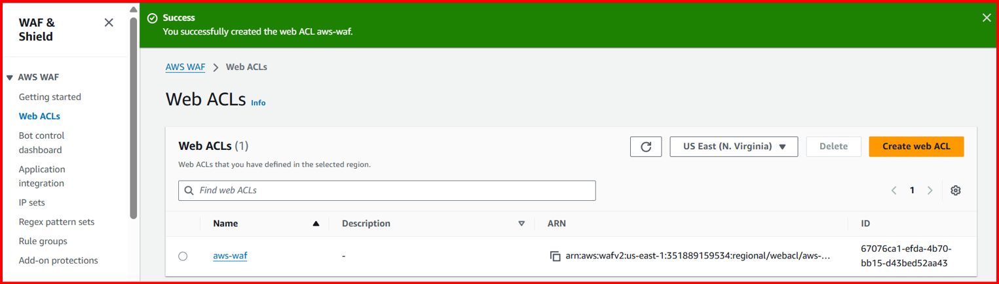 WAF &
Shield
Success
You successfully created the web ACL aws-waf.
AWS WAF
Getting started
Web ACLs
Bot control
dashboard
Application
integration
IP sets
Regex pattern sets
Rule groups
Add-on protections
AWS WAF > Web ACLs
Web ACLs Info
Web ACLs (1)
Web ACLs that you have defined in the selected region.
US East (N. Virginia)
Delete
Create web ACL
Find web ACLs
1
Name Description ARN ID
aws-waf - arn:aws:wafv2:us-east-1:351889159534:regional/webacl/aws-... 67076ca1-efda-4b70-
bb15-d43bed52aa43